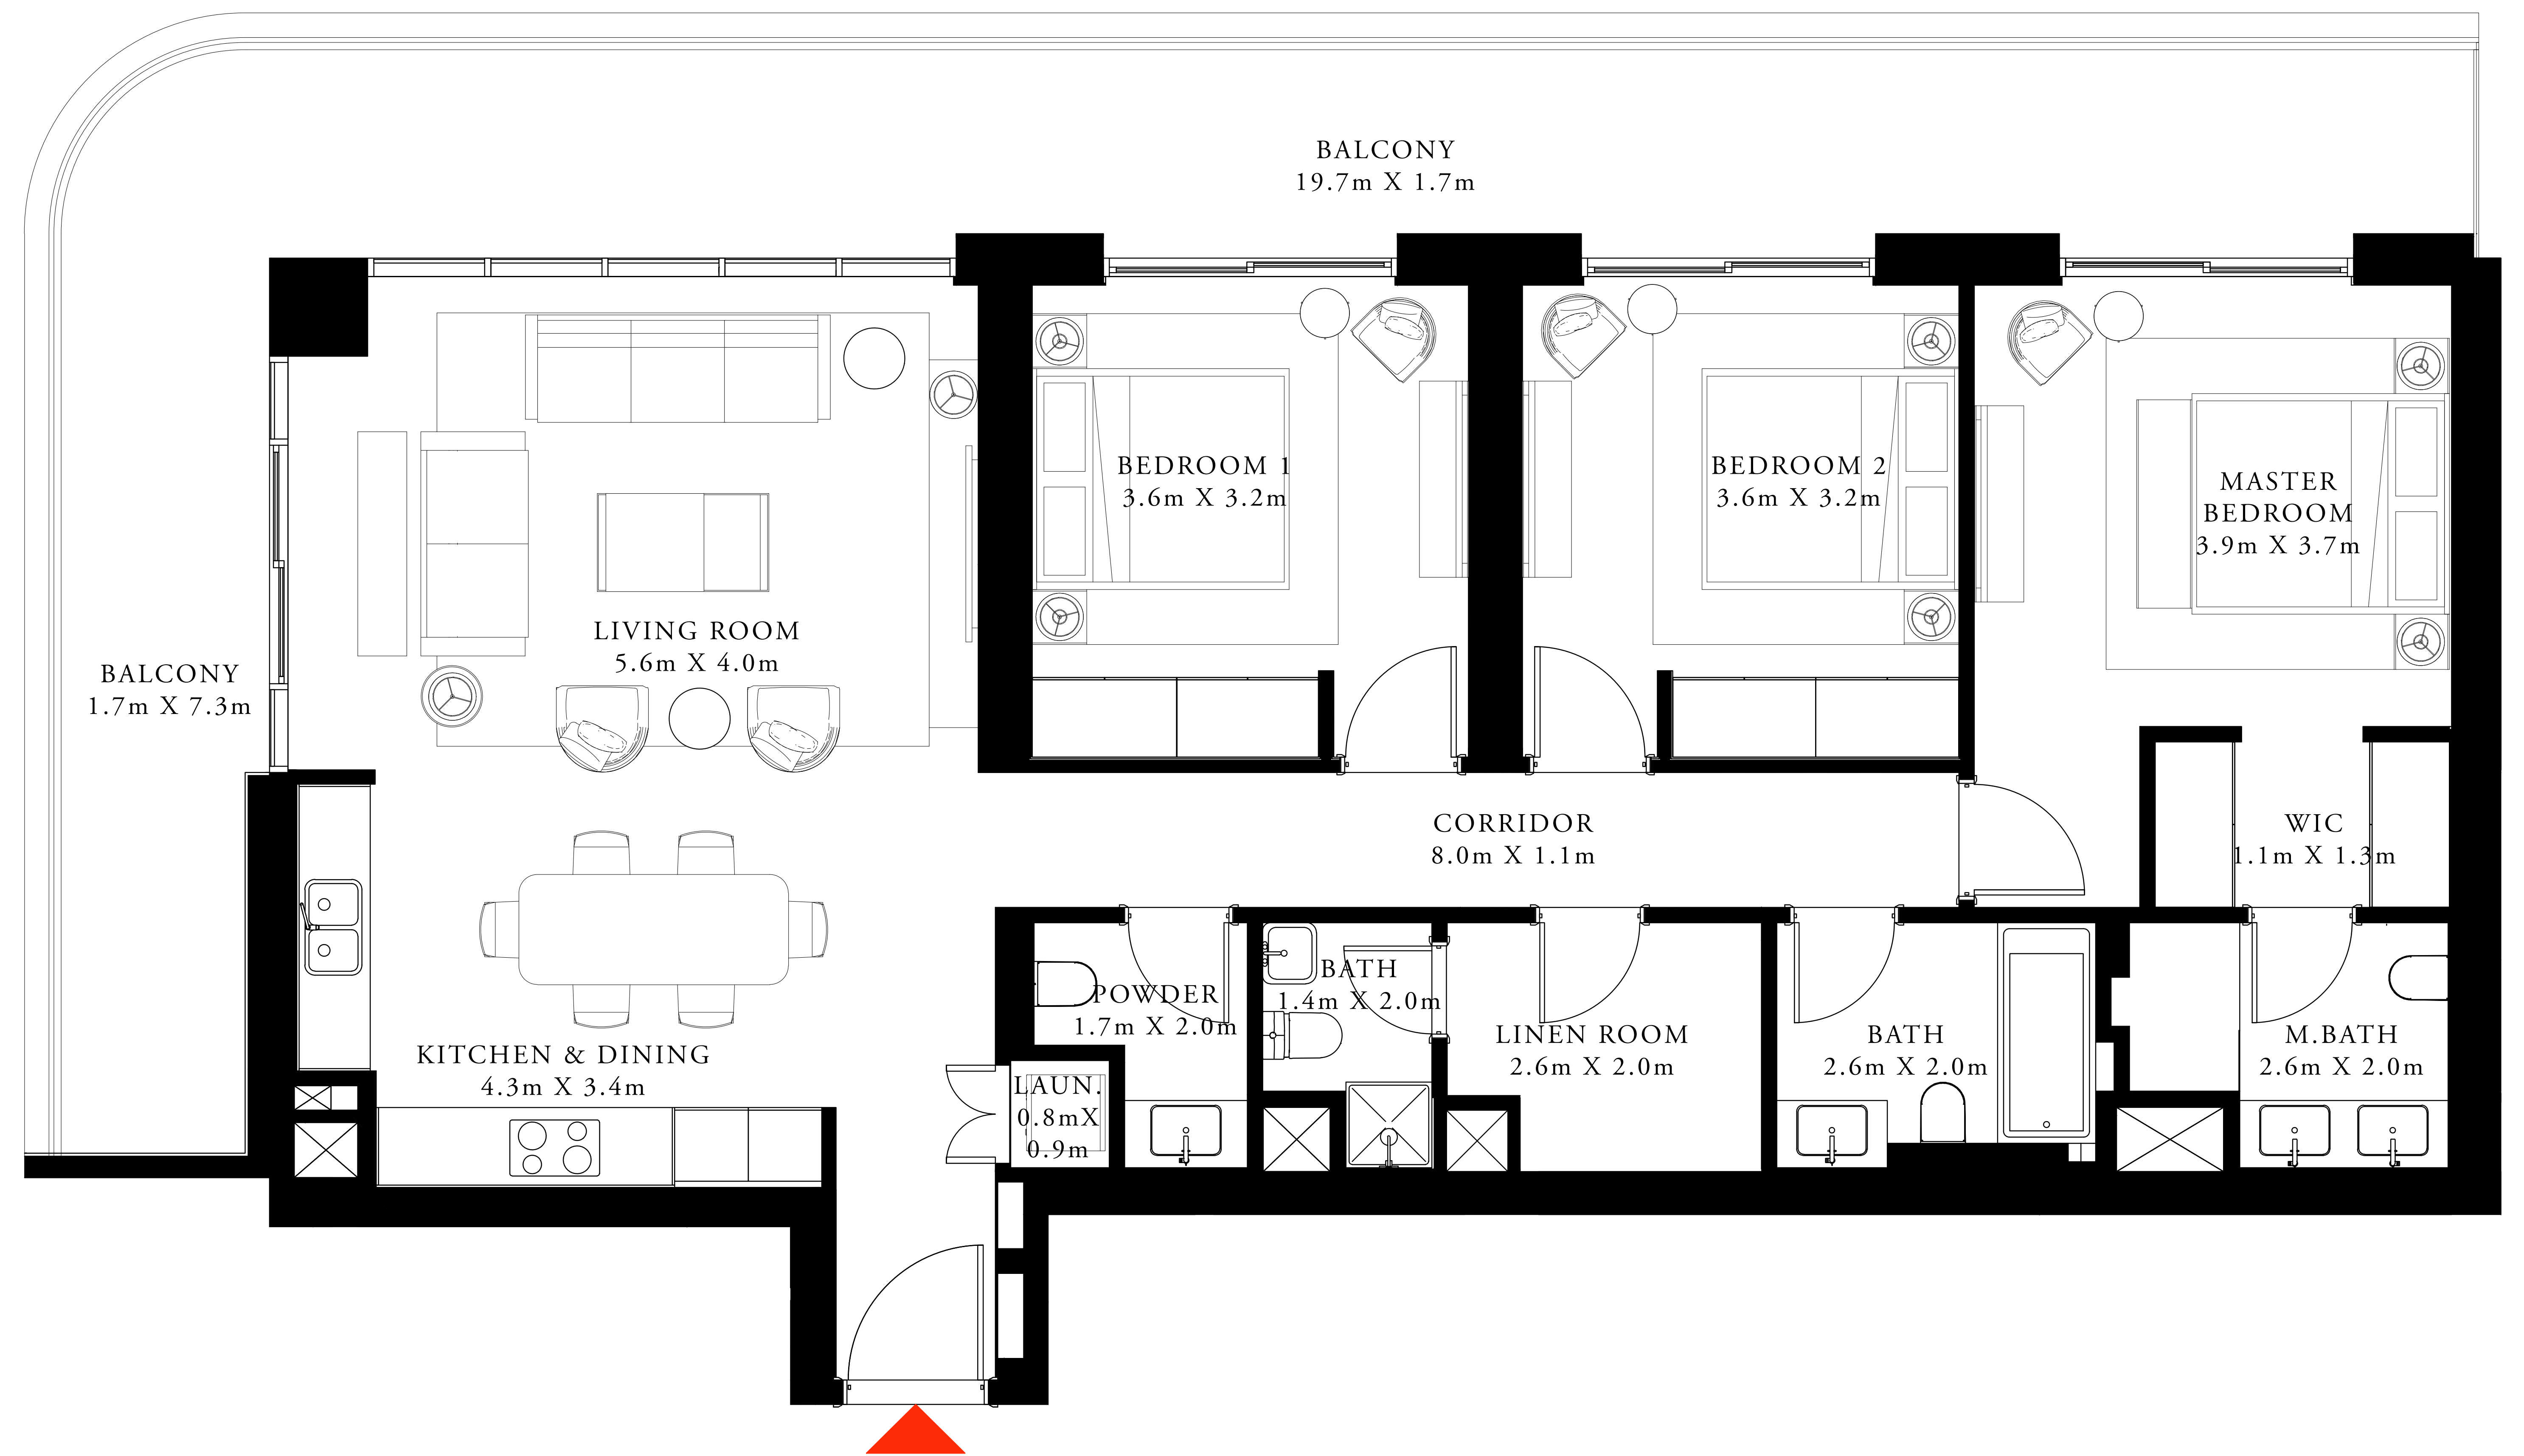 BALCONY
19.7m X 1.7m
BEDROOM 1
3.6m X 3.2m
BEDROOM 2
3.6m X 3.2m
MASTER
BEDROOM
3.9m X 3.7m
LIVING ROOM
5.6m X 4.0m
BALCONY
1.7m X 7.3m
CORRIDOR
8.0m X 1.1m
WIC
1.1m X 1.3m
KITCHEN & DINING
4.3m X 3.4m
POWDER
1.7m X 2.0m
LAUN.
0.8mX
0.9m
BATH
1.4m X 2.0m
LINEN ROOM
2.6m X 2.0m
BATH
2.6m X 2.0m
M.BATH
2.6m X 2.0m